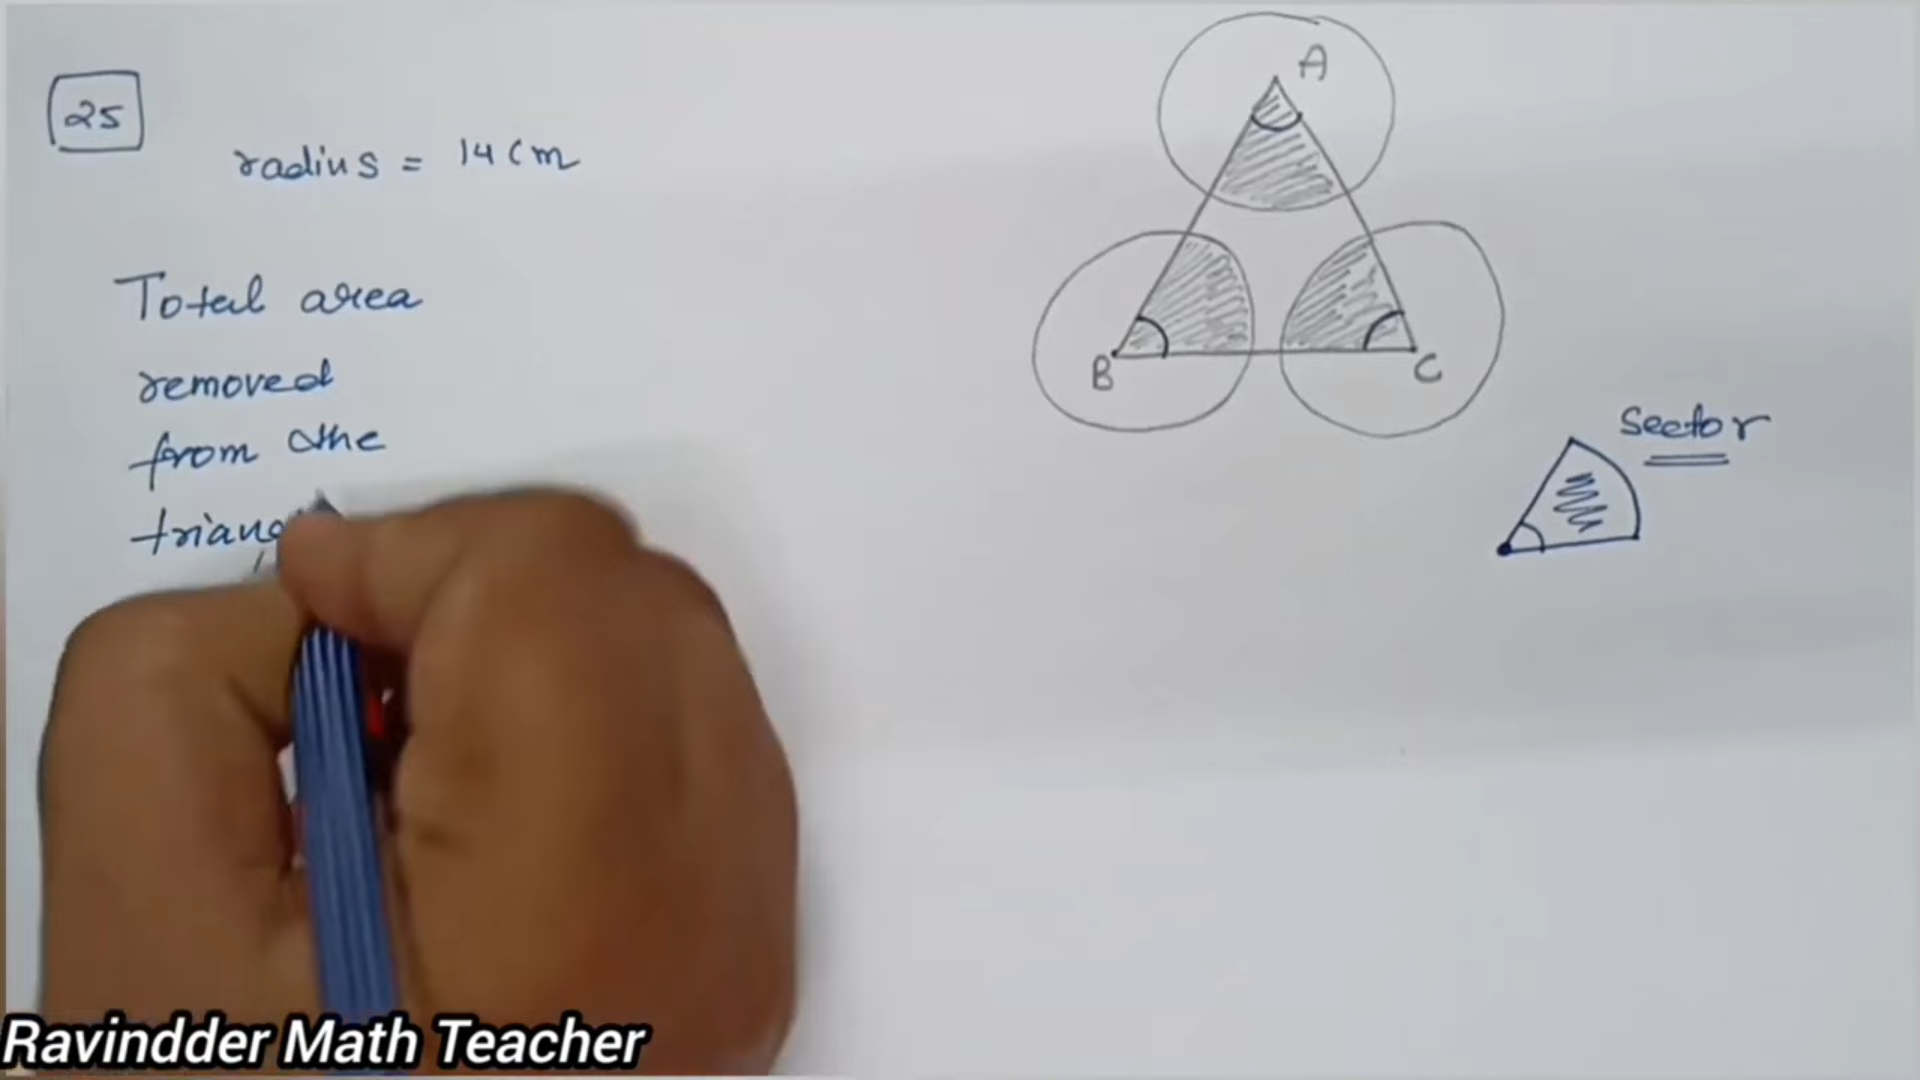 25
radius = 14 cm
Total area
removed
from the
A
B
C
Sector
Ravindder Math Teacher